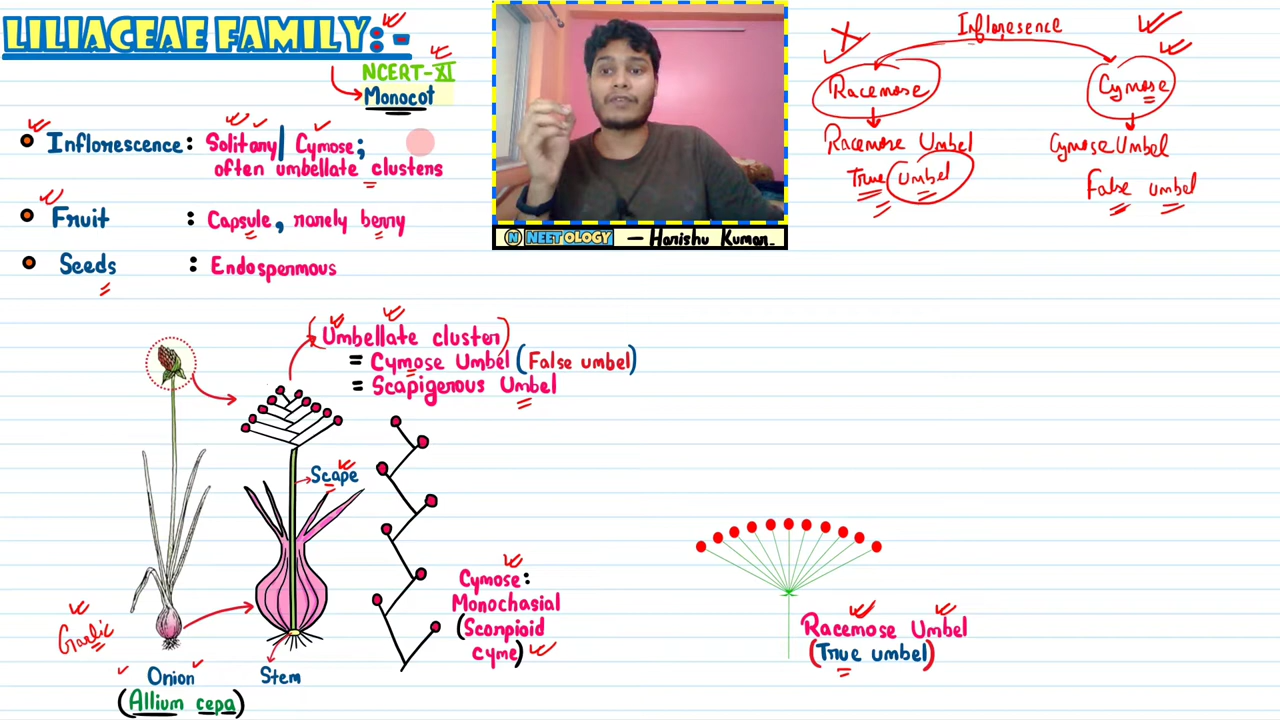 LILIACEAE FAMILY:-
NCERT-XI
Monocot
Inflorescence: Solitary| Cymose;
often umbellate clusters
Fruit : Capsule, rarely berry
Seeds : Endospermous
N NEETOLOGY — Harishu Kumar
Infloresence
Racemose
Cymose
Racemose Umbel
Cymose Umbel
True Umbel
False umbel
(Umbellate cluster)
= Cymose Umbel (False umbel)
= Scapigerous Umbel
Scape
Cymose:
Monochasial
(Scorpioid
cyme)
Racemose Umbel
(True umbel)
Garlic
Onion
(Allium cepa)
Stem